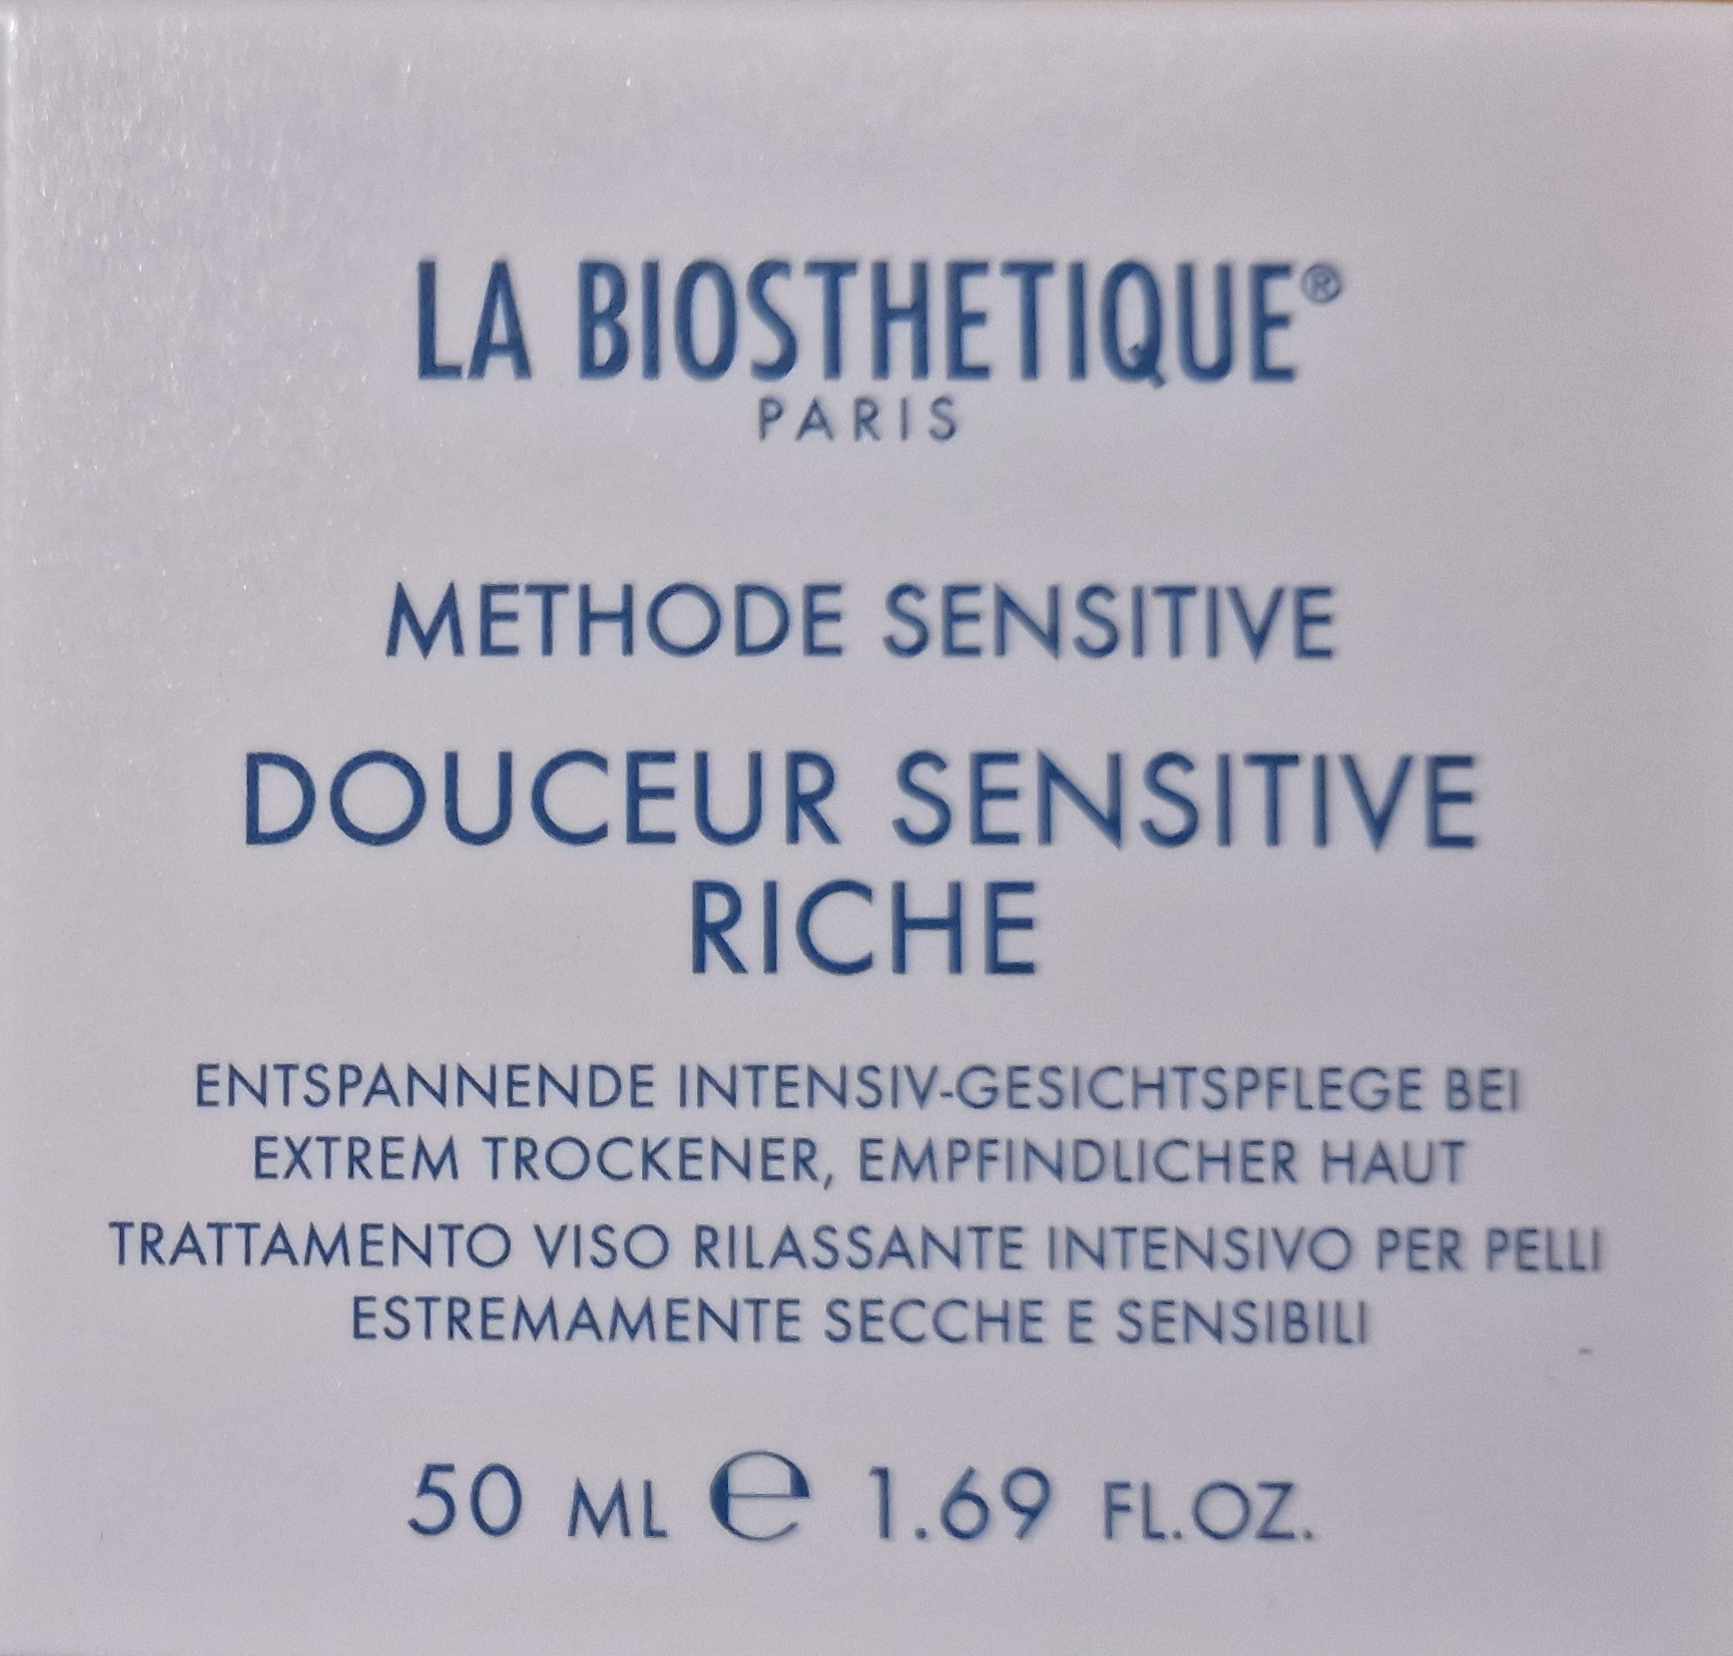 LA BIOSTHETIQUE®
PARIS
METHODE SENSITIVE
DOUCEUR SENSITIVE
RICHE
ENTSPANNENDE INTENSIV-GESICHTSPFLEGE BEI
EXTREM TROCKENER, EMPFINDLICHER HAUT
TRATTAMENTO VISO RILASSANTE INTENSIVO PER PELLI
ESTREMAMENTE SECCHE E SENSIBILI
50 ML ℮ 1.69 FL.OZ.